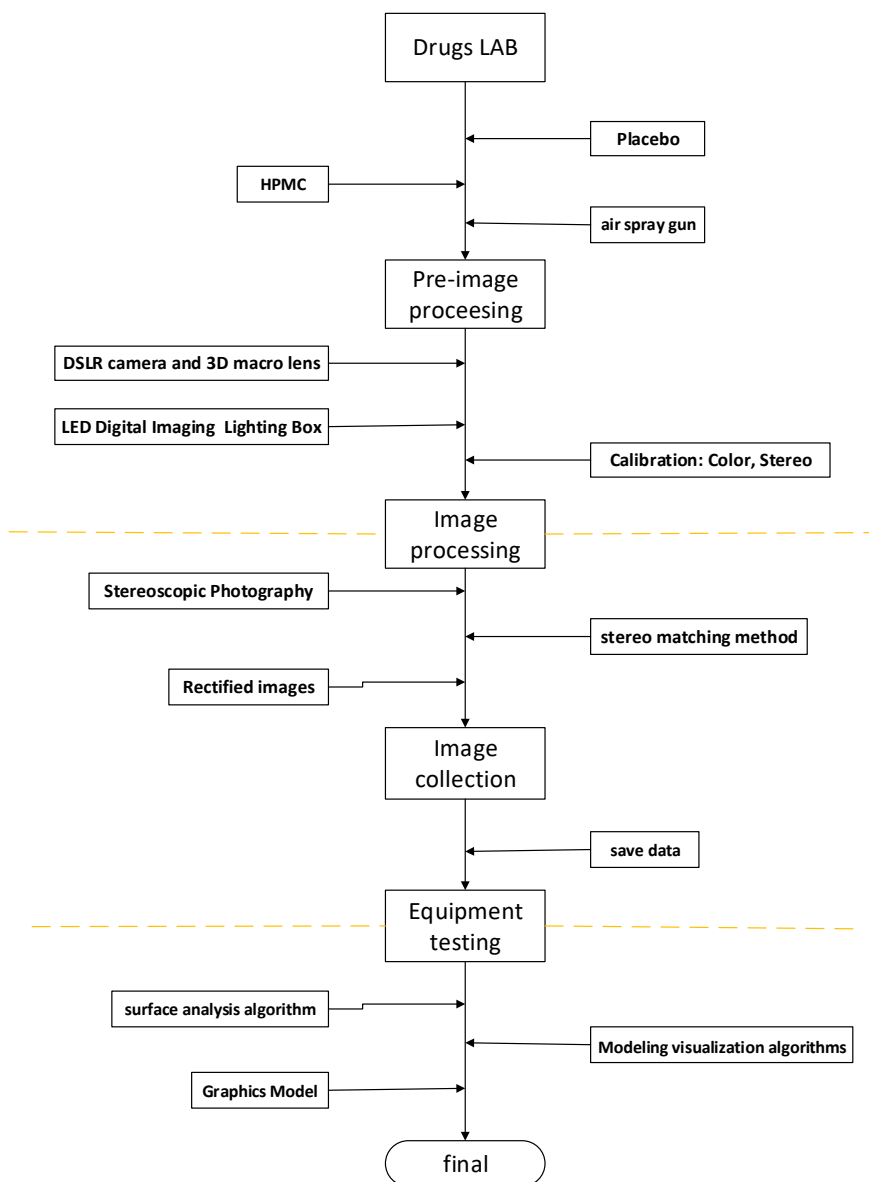 Drugs LAB
Placebo
HPMC
air spray gun
Pre-image
proceesing
DSLR camera and 3D macro lens
LED Digital Imaging  Lighting Box
Calibration: Color, Stereo
Image
processing
Stereoscopic Photography
stereo matching method
Rectified images
Image
collection
save data
Equipment
testing
surface analysis algorithm
Modeling visualization algorithms
Graphics Model
final